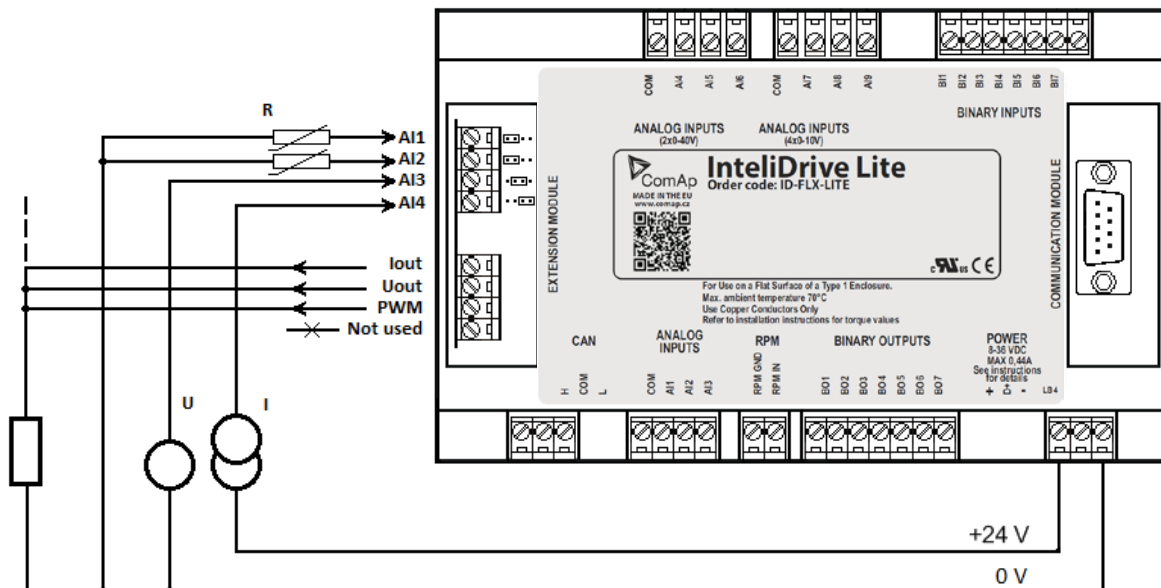 COM
AI4
AI5
AI6
COM
AI7
AI8
AI9
BI1
BI2
BI3
BI4
BI5
BI6
BI7
BINARY INPUTS
ANALOG INPUTS
(2x0-40V)
ANALOG INPUTS
(4x0-10V)
R
AI1
AI2
AI3
AI4
ComAp
MADE IN THE EU
www.comap.cz
InteliDrive Lite
Order code: ID-FLX-LITE
EXTENSION MODULE
COMMUNICATION MODULE
c RU US CE
For Use on a Flat Surface of a Type 1 Enclosure.
Max. ambient temperature 70°C
Use Copper Conductors Only
Refer to installation instructions for torque values
Iout
Uout
PWM
Not used
CAN
H
COM
L
ANALOG
INPUTS
COM
AI1
AI2
AI3
RPM
RPM GND
RPM IN
BINARY OUTPUTS
BO1
BO2
BO3
BO4
BO5
BO6
BO7
POWER
8-36 VDC
MAX 0,44A
See instructions
for details
+
D+
-
LB4
U
I
+24 V
0 V